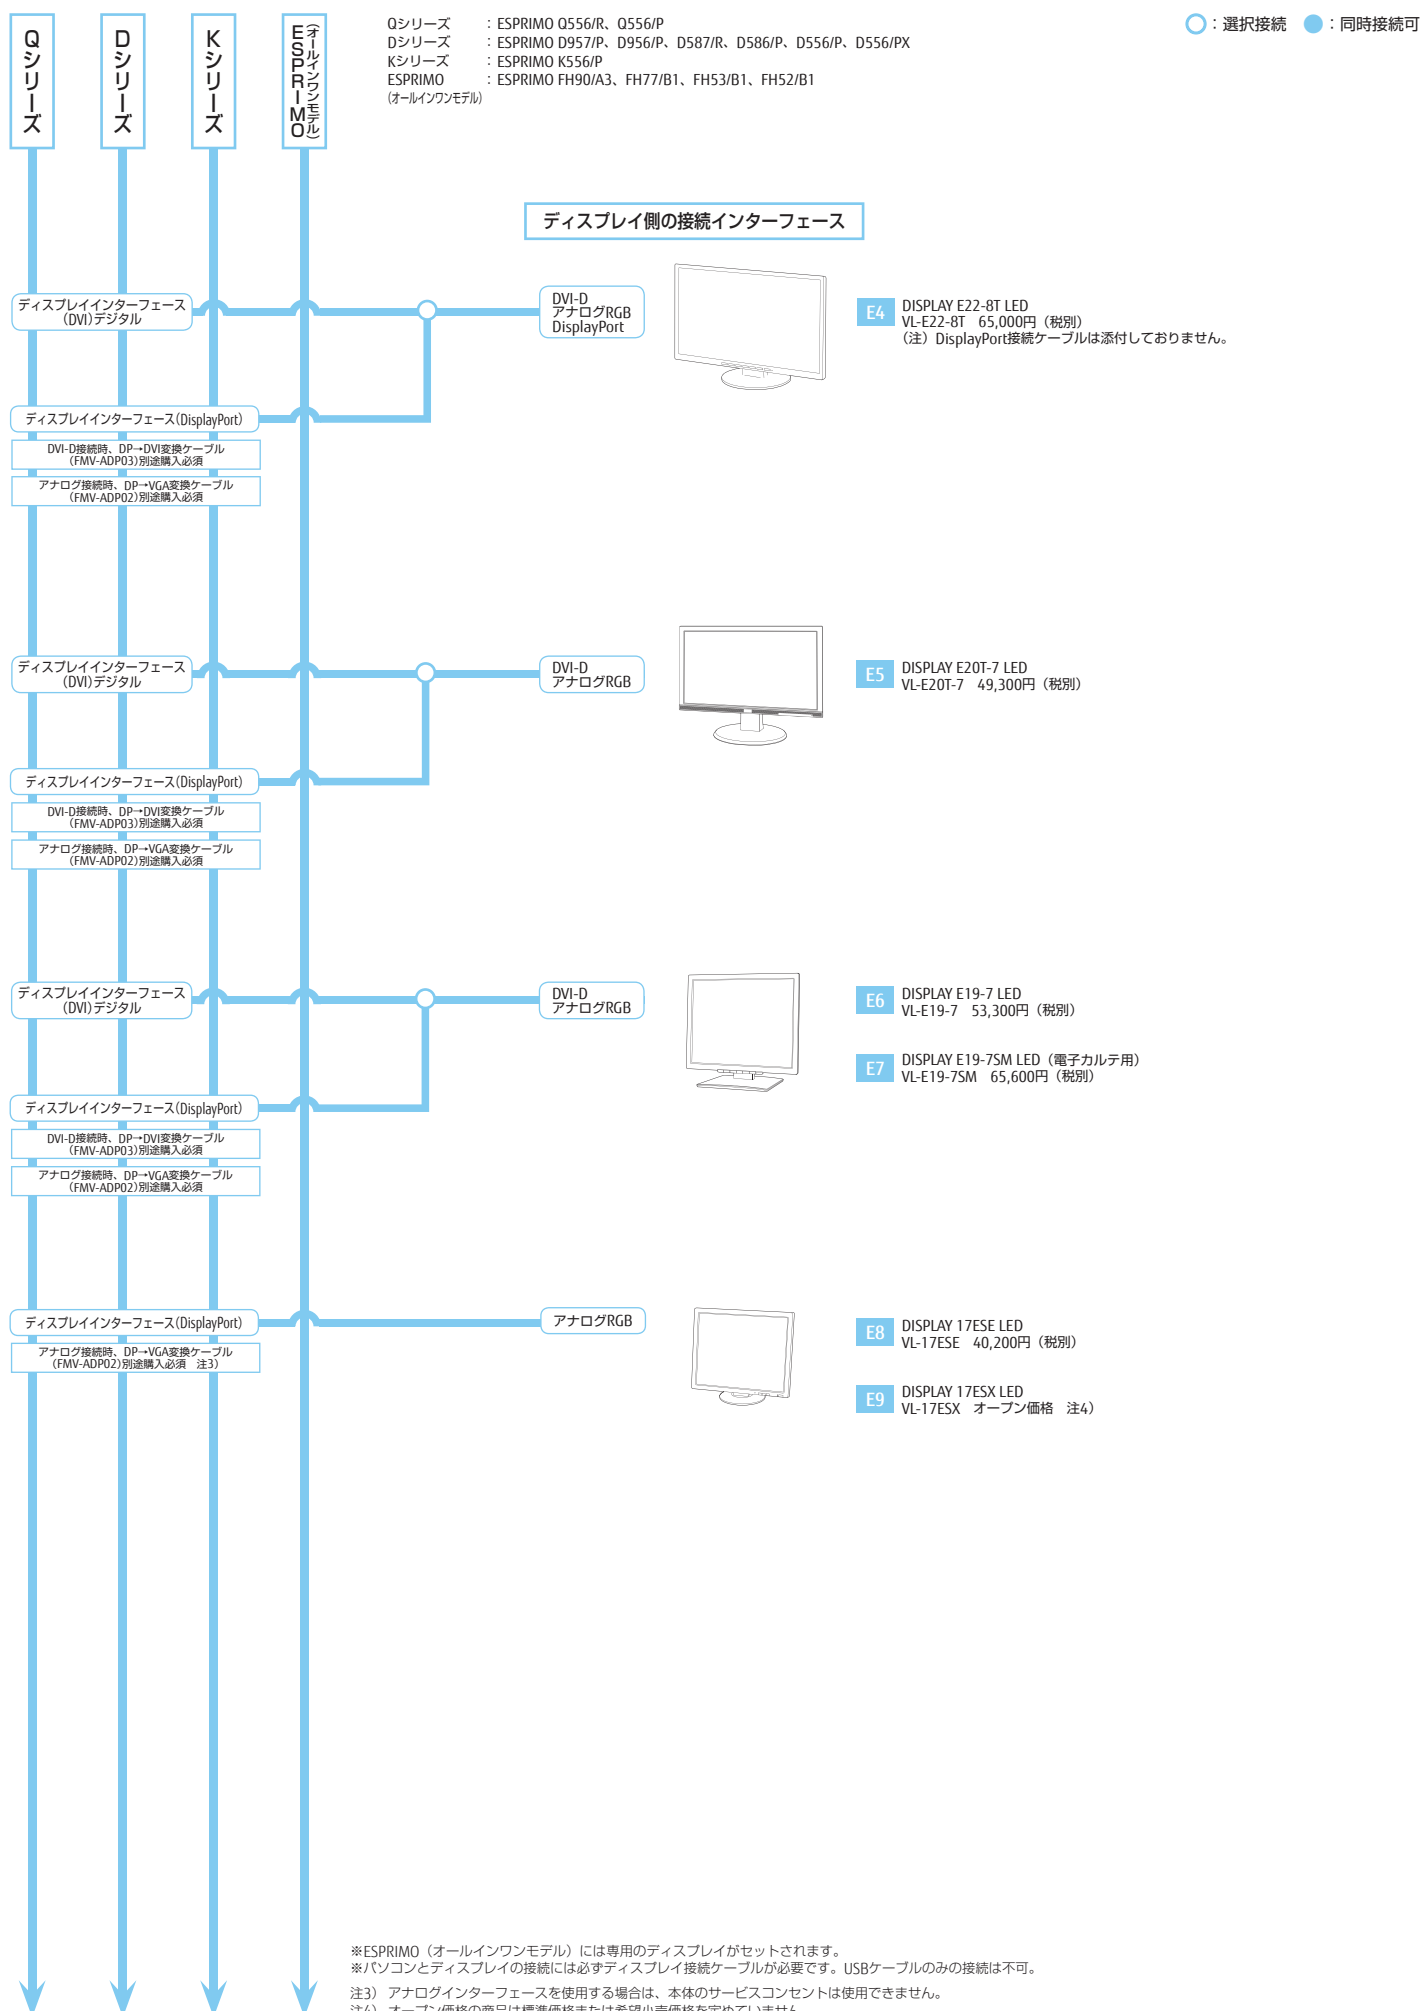 Qシリーズ
Dシリーズ
Kシリーズ
ESPRIMO
(オールインワンモデル)
Qシリーズ : ESPRIMO Q556/R、Q556/P
Dシリーズ : ESPRIMO D957/P、D956/P、D587/R、D586/P、D556/P、D556/PX
Kシリーズ : ESPRIMO K556/P
ESPRIMO : ESPRIMO FH90/A3、FH77/B1、FH53/B1、FH52/B1
(オールインワンモデル)
○:選択接続 ●:同時接続可
ディスプレイ側の接続インターフェース
ディスプレイインターフェース
(DVI)デジタル
DVI-D
アナログRGB
DisplayPort
E4
DISPLAY E22-8T LED
VL-E22-8T 65,000円(税別)
(注)DisplayPort接続ケーブルは添付しておりません。
ディスプレイインターフェース(DisplayPort)
DVI-D接続時、DP→DVI変換ケーブル
(FMV-ADP03)別途購入必須
アナログ接続時、DP→VGA変換ケーブル
(FMV-ADP02)別途購入必須
ディスプレイインターフェース
(DVI)デジタル
DVI-D
アナログRGB
E5
DISPLAY E20T-7 LED
VL-E20T-7 49,300円(税別)
ディスプレイインターフェース(DisplayPort)
DVI-D接続時、DP→DVI変換ケーブル
(FMV-ADP03)別途購入必須
アナログ接続時、DP→VGA変換ケーブル
(FMV-ADP02)別途購入必須
ディスプレイインターフェース
(DVI)デジタル
DVI-D
アナログRGB
E6
DISPLAY E19-7 LED
VL-E19-7 53,300円(税別)
E7
DISPLAY E19-7SM LED(電子カルテ用)
VL-E19-7SM 65,600円(税別)
ディスプレイインターフェース(DisplayPort)
DVI-D接続時、DP→DVI変換ケーブル
(FMV-ADP03)別途購入必須
アナログ接続時、DP→VGA変換ケーブル
(FMV-ADP02)別途購入必須
ディスプレイインターフェース(DisplayPort)
アナログ接続時、DP→VGA変換ケーブル
(FMV-ADP02)別途購入必須 注3)
アナログRGB
E8
DISPLAY 17ESE LED
VL-17ESE 40,200円(税別)
E9
DISPLAY 17ESX LED
VL-17ESX オープン価格 注4)
※ESPRIMO(オールインワンモデル)には専用のディスプレイがセットされます。
※パソコンとディスプレイの接続には必ずディスプレイ接続ケーブルが必要です。USBケーブルのみの接続は不可。
注3) アナログインターフェースを使用する場合は、本体のサービスコンセントは使用できません。
注4) オープン価格の商品は標準価格または希望小売価格を定めていません。